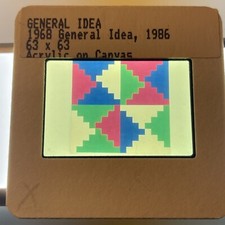 GENERAL IDEA
1968 General Idea, 1986
63 x 63
Acrylic on Canvas